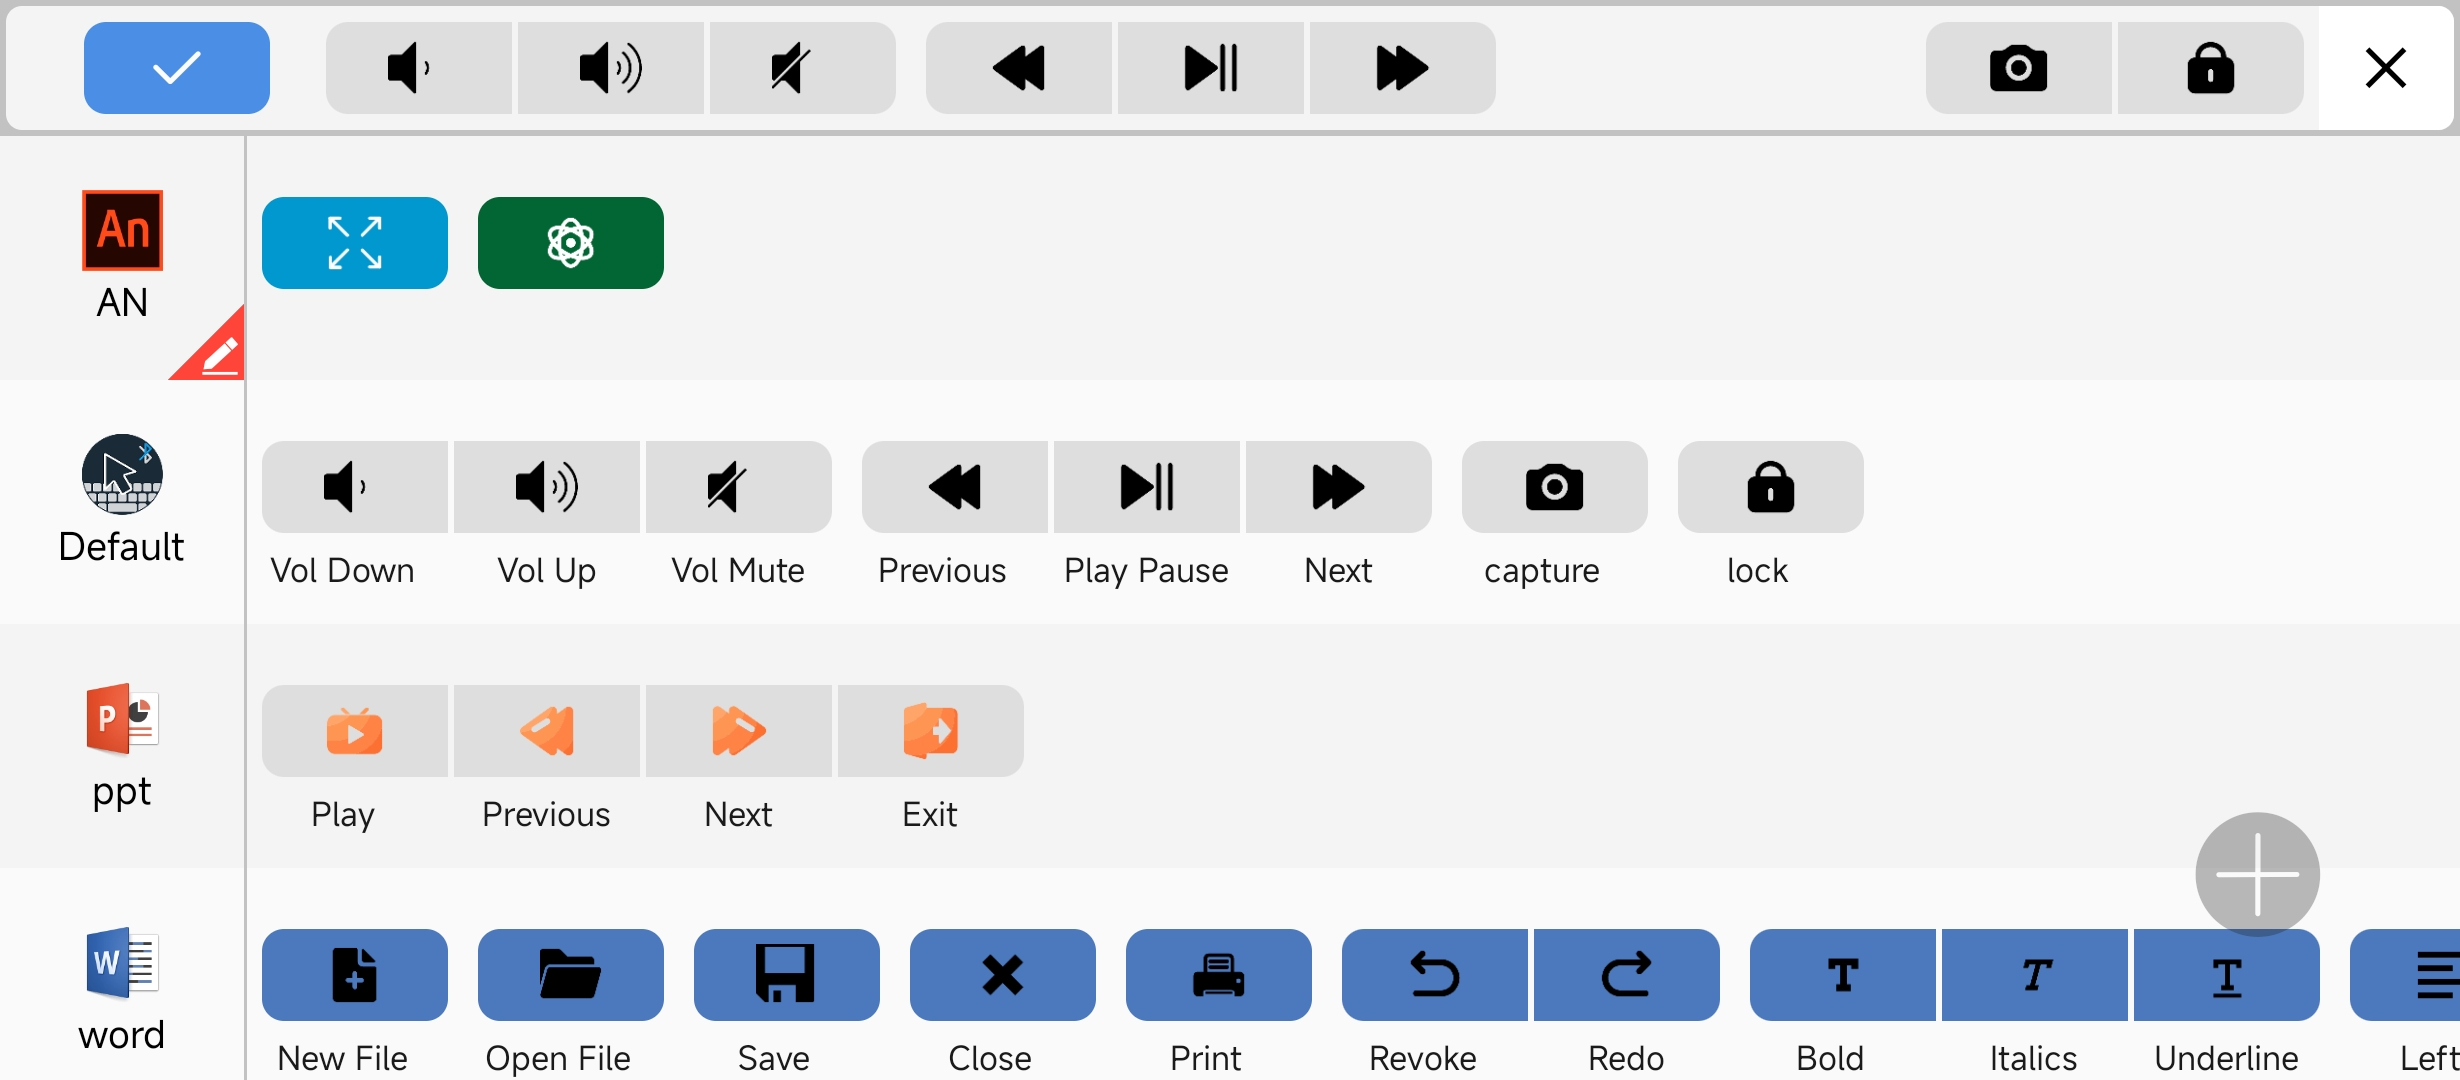 An
AN
Default
Vol Down Vol Up Vol Mute Previous Play Pause Next capture lock
P
ppt
Play Previous Next Exit
W
word
T T T
New File Open File Save Close Print Revoke Redo Bold Italics Underline Left